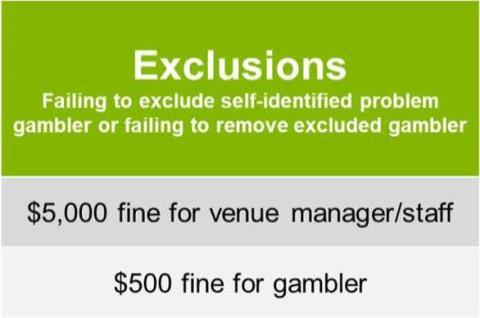 Exclusions
Failing to exclude self-identified problem
gambler or failing to remove excluded gambler
$5,000 fine for venue manager/staff
$500 fine for gambler